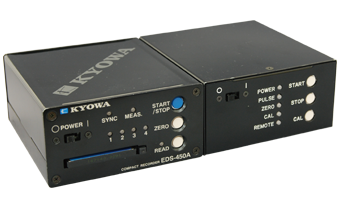 KYOWA
KYOWA
POWER
O I
SYNC MEAS.
1 2 3 4
START
/STOP
ZERO
READ
COMPACT RECORDER EDS-450A
O I
POWER
PULSE
ZERO
CAL
REMOTE
START
STOP
CAL